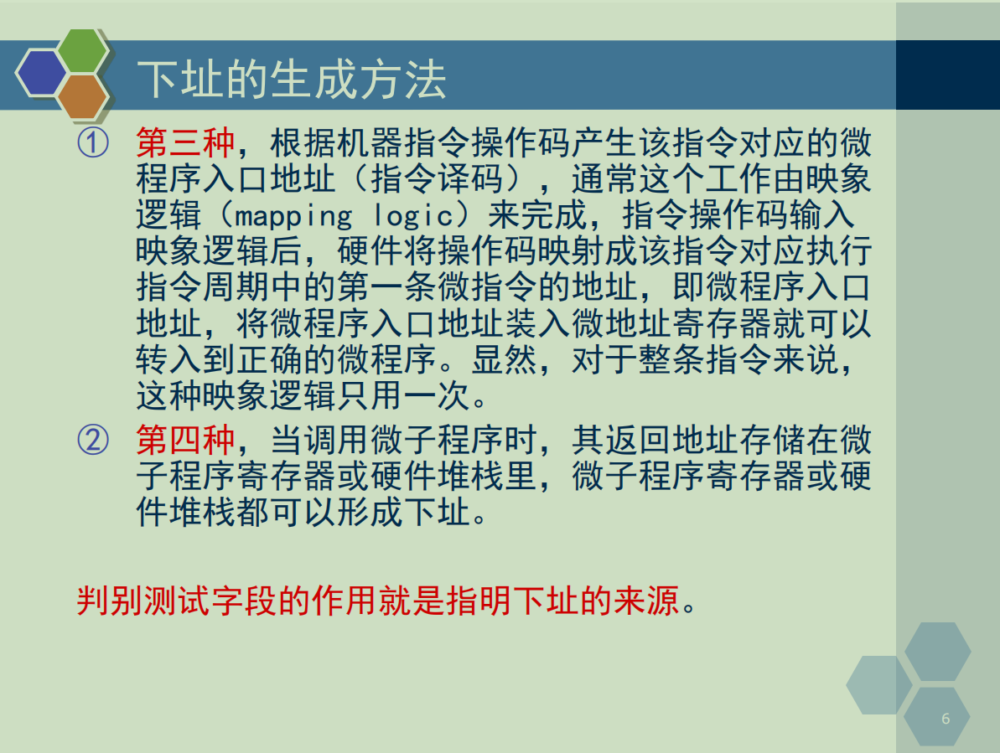 下址的生成方法
① 第三种，根据机器指令操作码产生该指令对应的微
程序入口地址（指令译码），通常这个工作由映象
逻辑（mapping logic）来完成，指令操作码输入
映象逻辑后，硬件将操作码映射成该指令对应执行
指令周期中的第一条微指令的地址，即微程序入口
地址，将微程序入口地址装入微地址寄存器就可以
转入到正确的微程序。显然，对于整条指令来说，
这种映象逻辑只用一次。
② 第四种，当调用微子程序时，其返回地址存储在微
子程序寄存器或硬件堆栈里，微子程序寄存器或硬
件堆栈都可以形成下址。
判别测试字段的作用就是指明下址的来源。
6